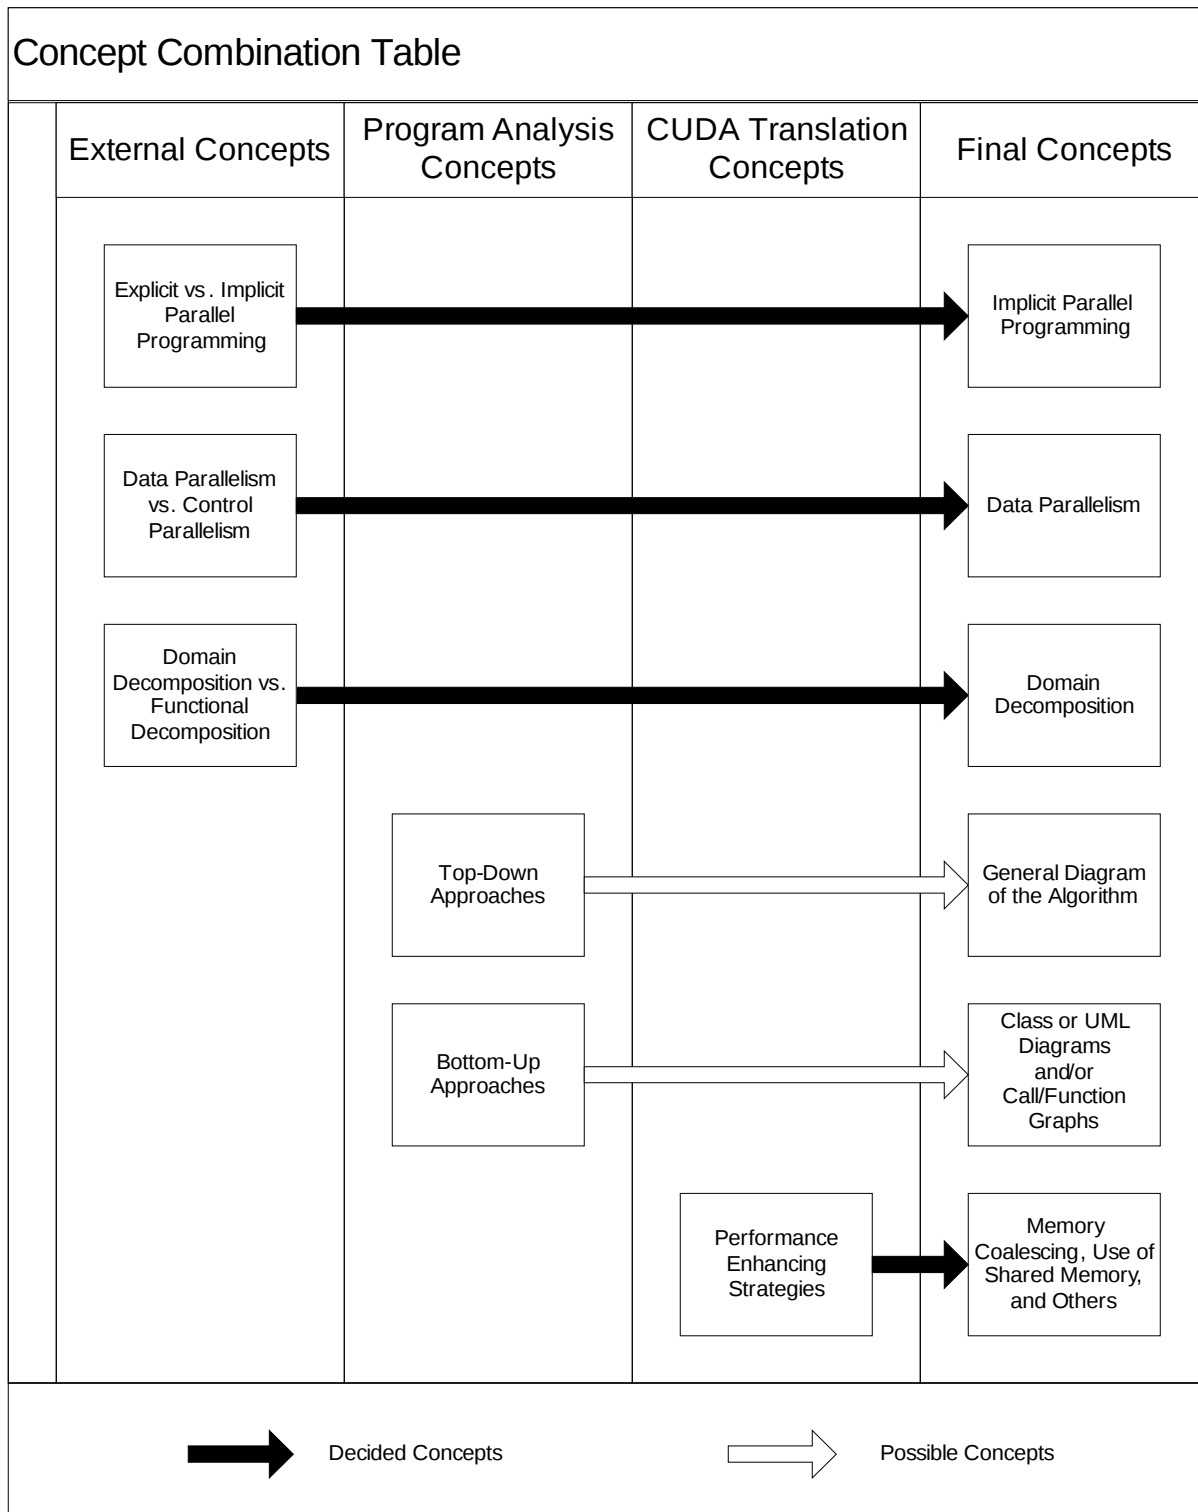 Concept Combination Table
External Concepts
Program Analysis
Concepts
CUDA Translation
Concepts
Final Concepts
Explicit vs. Implicit
Parallel
Programming
Implicit Parallel
Programming
Data Parallelism
vs. Control
Parallelism
Data Parallelism
Domain
Decomposition vs.
Functional
Decomposition
Domain
Decomposition
Top-Down
Approaches
General Diagram
of the Algorithm
Bottom-Up
Approaches
Class or UML
Diagrams
and/or
Call/Function
Graphs
Performance
Enhancing
Strategies
Memory
Coalescing, Use of
Shared Memory,
and Others
Decided Concepts
Possible Concepts